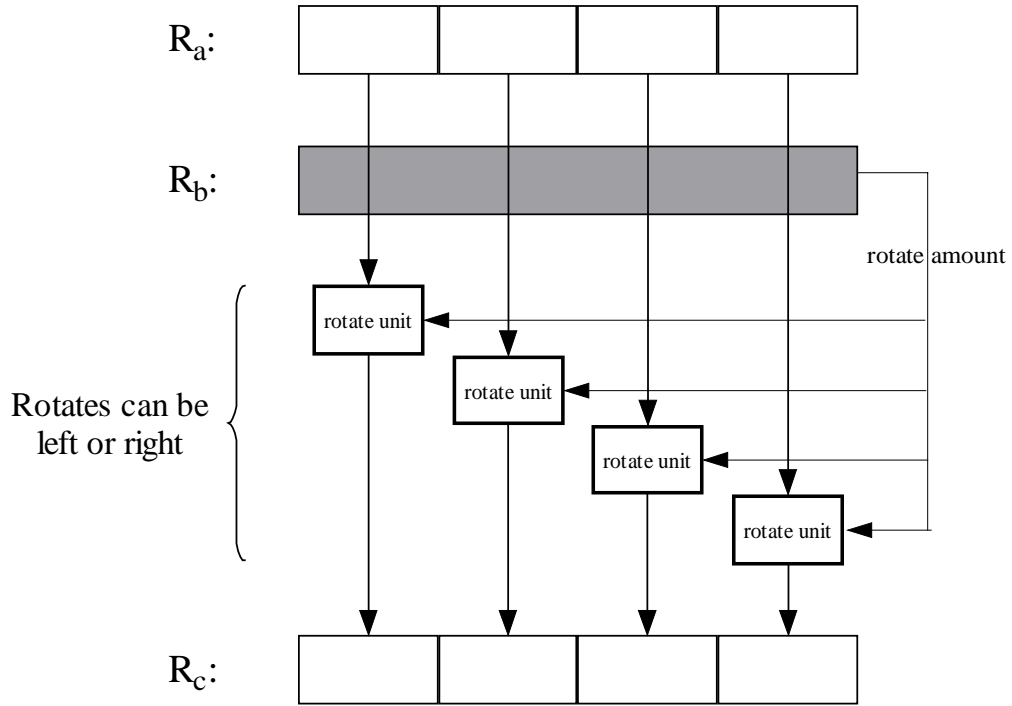 Ra:
Rb:
rotate amount
rotate unit
rotate unit
Rotates can be
left or right
rotate unit
rotate unit
Rc: